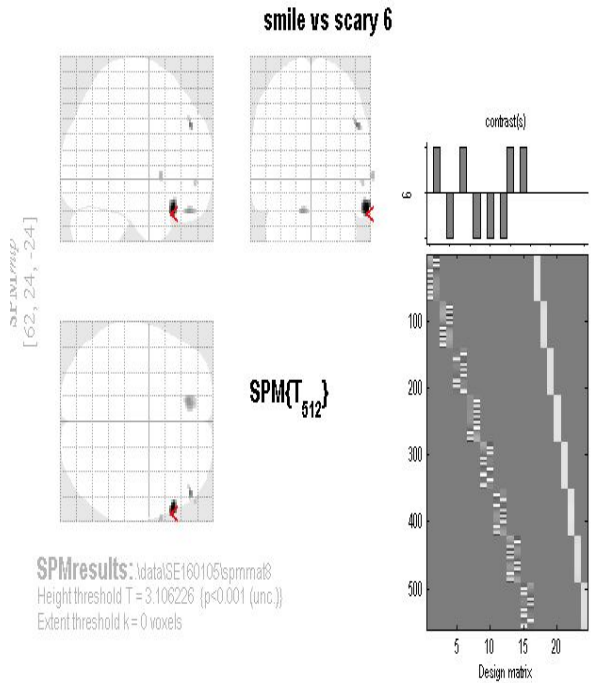 smile vs scary 6
contrast(s)
6
SPMmip
[62, 24, -24]
SPM{T512}
100
200
300
400
500
5 10 15 20
Design matrix
SPMresults: .\data\SE160105\spmmat8
Height threshold T = 3.106226 {p<0.001 (unc.)}
Extent threshold k = 0 voxels